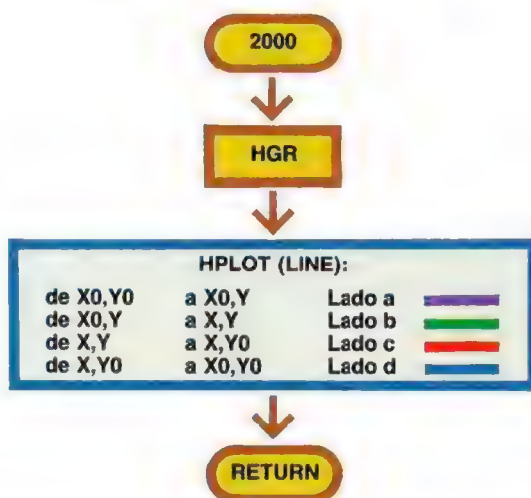 2000
HGR
HPLOT (LINE):
de X0,Y0 a X0,Y Lado a
de X0,Y a X,Y Lado b
de X,Y a X,Y0 Lado c
de X,Y0 a X0,Y0 Lado d
RETURN